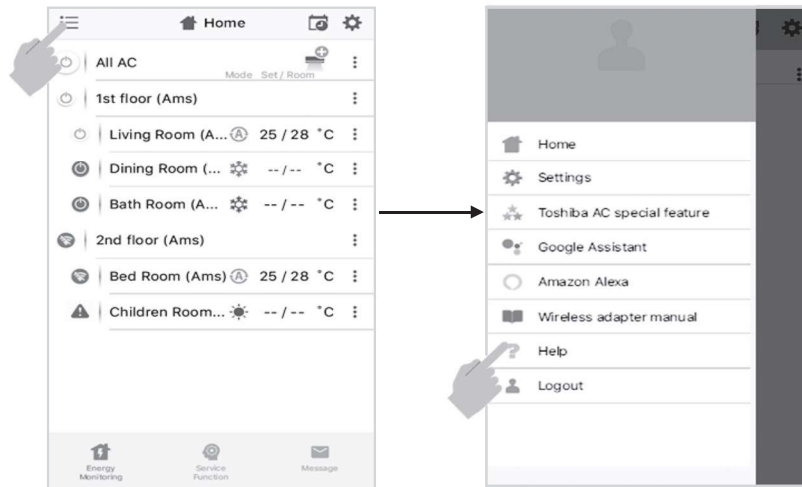 Home
All AC
Mode Set / Room
1st floor (Ams)
Living Room (A... A 25 / 28 °C
Dining Room (... -- / -- °C
Bath Room (A... -- / -- °C
2nd floor (Ams)
Bed Room (Ams) A 25 / 28 °C
Children Room... -- / -- °C
Energy
Monitoring
Service
Function
Message
Home
Settings
Toshiba AC special feature
Google Assistant
Amazon Alexa
Wireless adapter manual
? Help
Logout